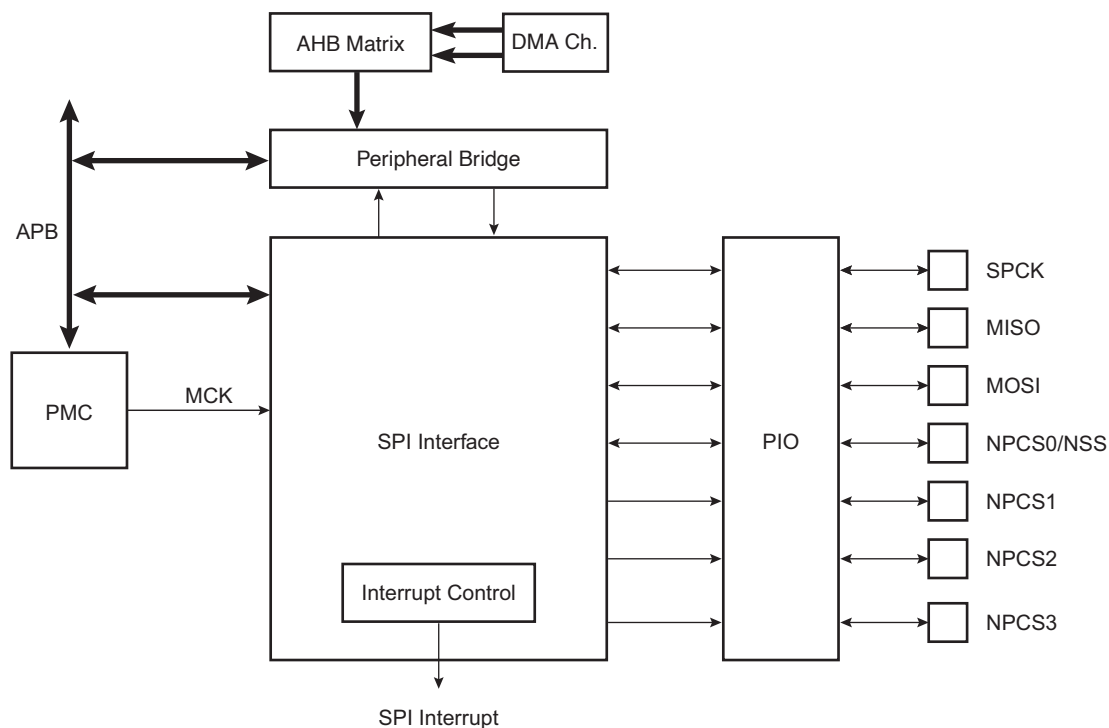 AHB Matrix
DMA Ch.
Peripheral Bridge
APB
PMC
MCK
SPI Interface
Interrupt Control
SPI Interrupt
PIO
SPCK
MISO
MOSI
NPCS0/NSS
NPCS1
NPCS2
NPCS3